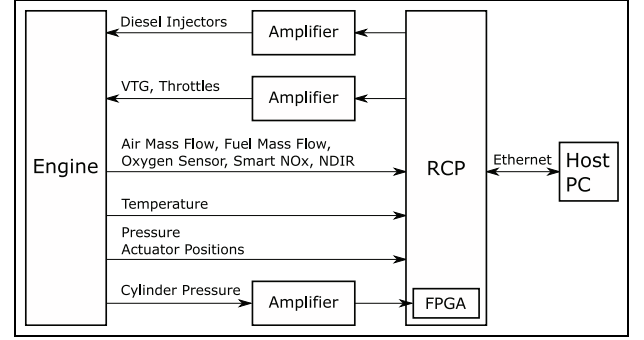 Diesel Injectors
Amplifier
VTG, Throttles
Amplifier
Engine
Air Mass Flow, Fuel Mass Flow,
Oxygen Sensor, Smart NOx, NDIR
RCP
Ethernet
Host
PC
Temperature
Pressure
Actuator Positions
Cylinder Pressure
Amplifier
FPGA